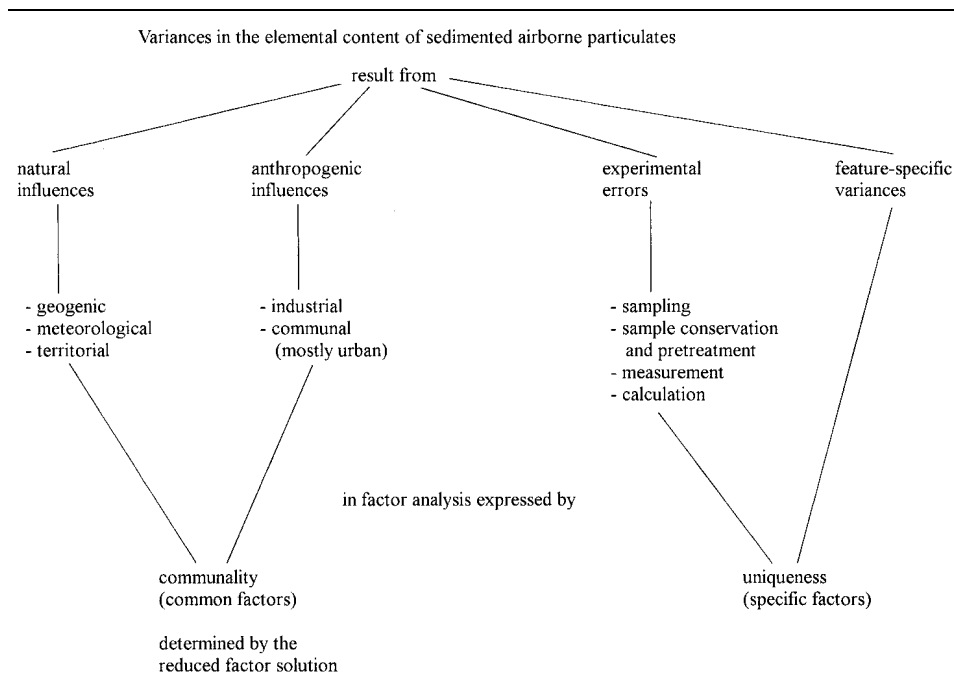 Variances in the elemental content of sedimented airborne particulates
result from
natural
influences
anthropogenic
influences
experimental
errors
feature-specific
variances
- geogenic
- meteorological
- territorial
- industrial
- communal
(mostly urban)
- sampling
- sample conservation
and pretreatment
- measurement
- calculation
in factor analysis expressed by
communality
(common factors)
uniqueness
(specific factors)
determined by the
reduced factor solution